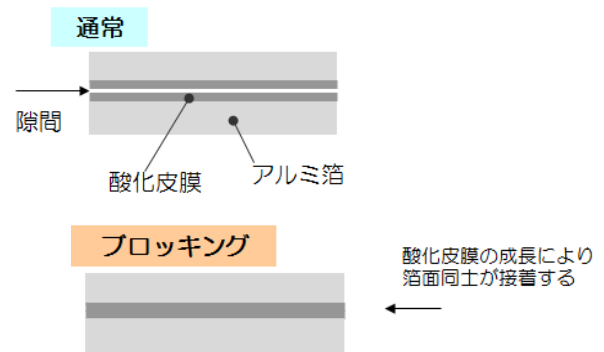 通常
隙間
酸化皮膜
アルミ箔
ブロッキング
酸化皮膜の成長により
箔面同士が接着する